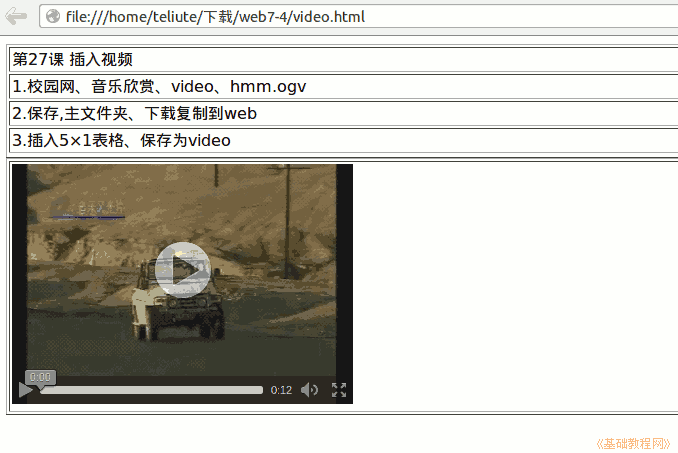 file:///home/teliute/下载/web7-4/video.html
第27课 插入视频
1.校园网、音乐欣赏、video、hmm.ogv
2.保存,主文件夹、下载复制到web
3.插入5×1表格、保存为video
0:00
0:12
《基础教程网》